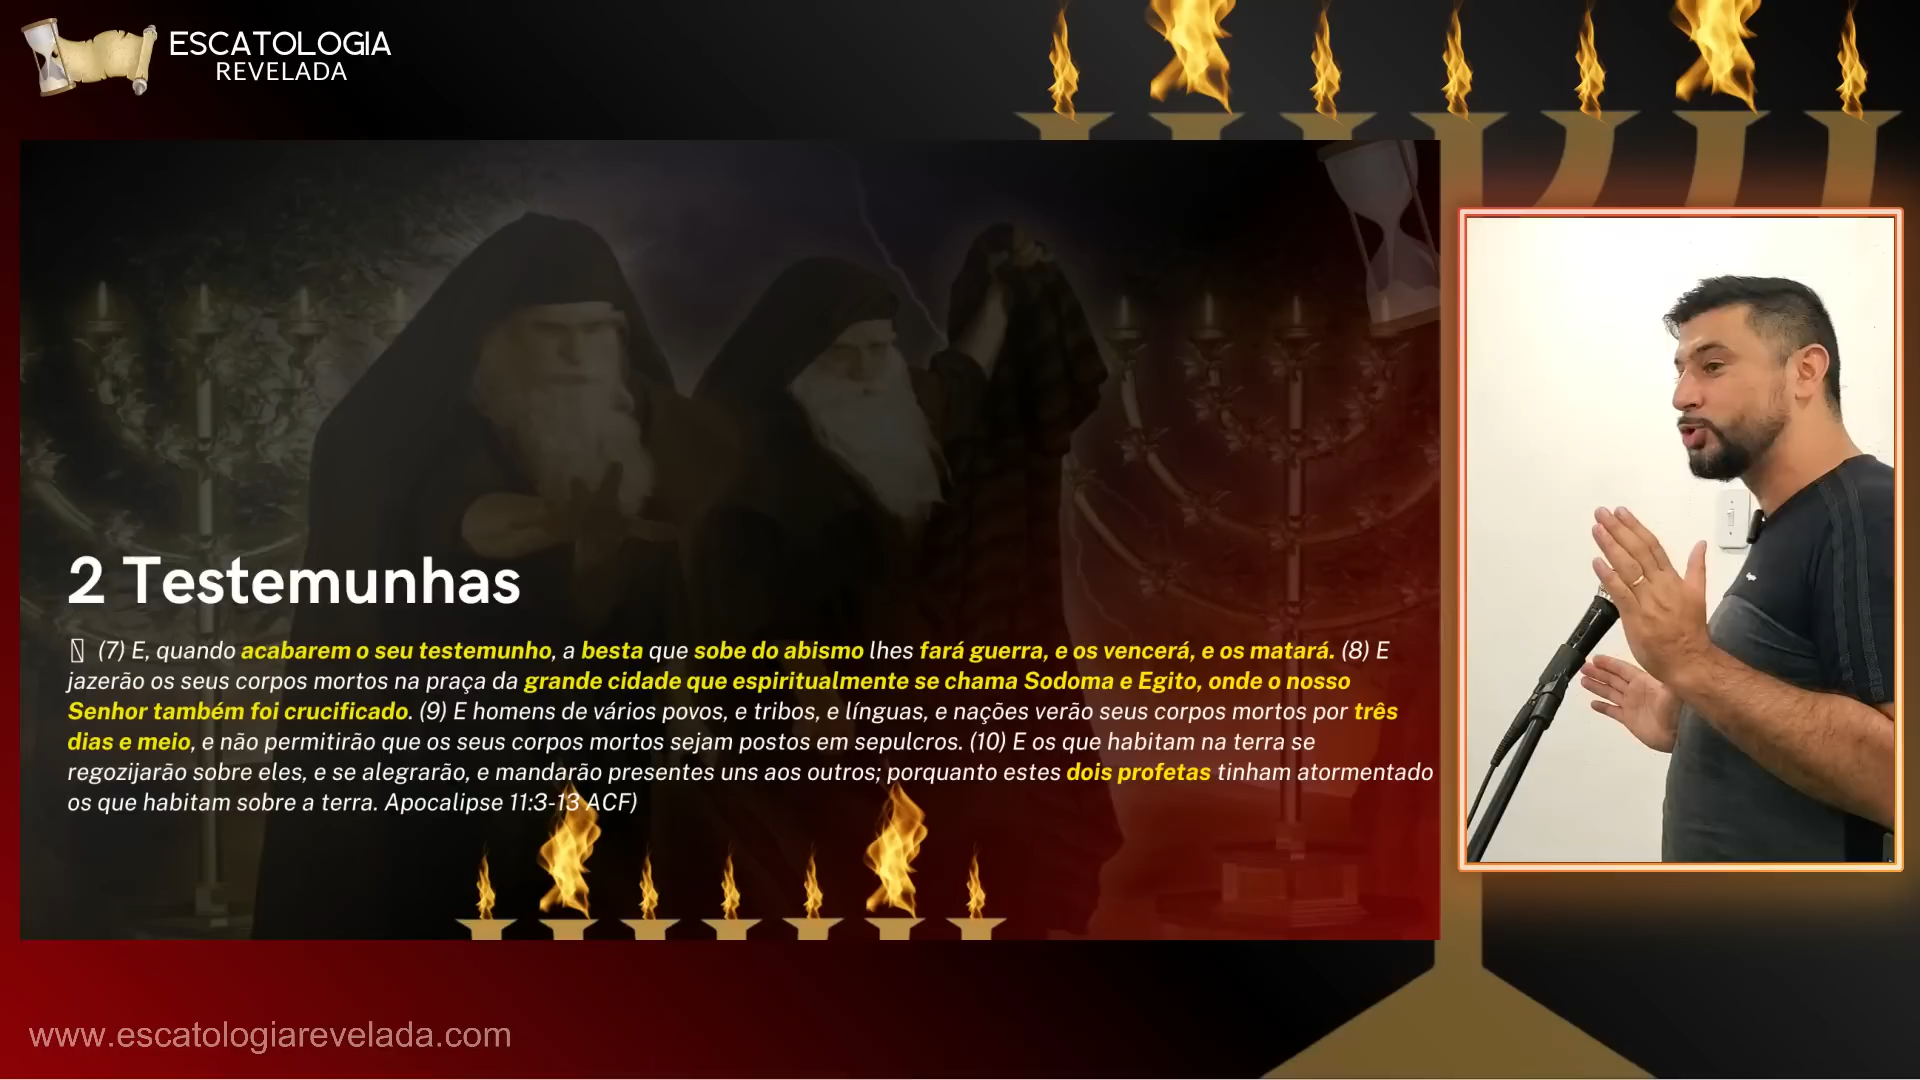 ESCATOLOGIA
REVELADA
2 Testemunhas
(7) E, quando acabarem o seu testemunho, a besta que sobe do abismo lhes fará guerra, e os vencerá, e os matará. (8) E
jazerão os seus corpos mortos na praça da grande cidade que espiritualmente se chama Sodoma e Egito, onde o nosso
Senhor também foi crucificado. (9) E homens de vários povos, e tribos, e línguas, e nações verão seus corpos mortos por três
dias e meio, e não permitirão que os seus corpos mortos sejam postos em sepulcros. (10) E os que habitam na terra se
regozijarão sobre eles, e se alegrarão, e mandarão presentes uns aos outros; porquanto estes dois profetas tinham atormentado
os que habitam sobre a terra. Apocalipse 11:3-13 ACF)
www.escatologiarevelada.com